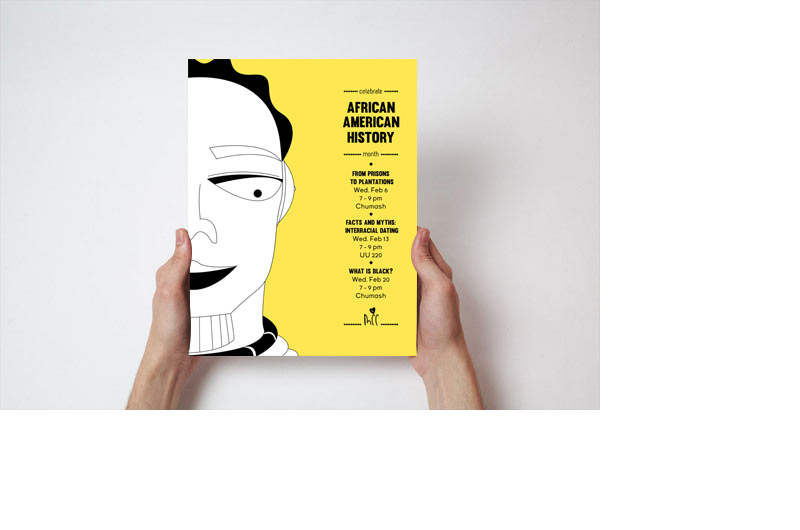 celebrate
AFRICAN
AMERICAN
HISTORY
month
FROM PRISONS
TO PLANTATIONS
Wed. Feb 6
7 - 9 pm
Chumash
FACTS AND MYTHS:
INTERRACIAL DATING
Wed. Feb 13
7 - 9 pm
UU 220
WHAT IS BLACK?
Wed. Feb 20
7 - 9 pm
Chumash